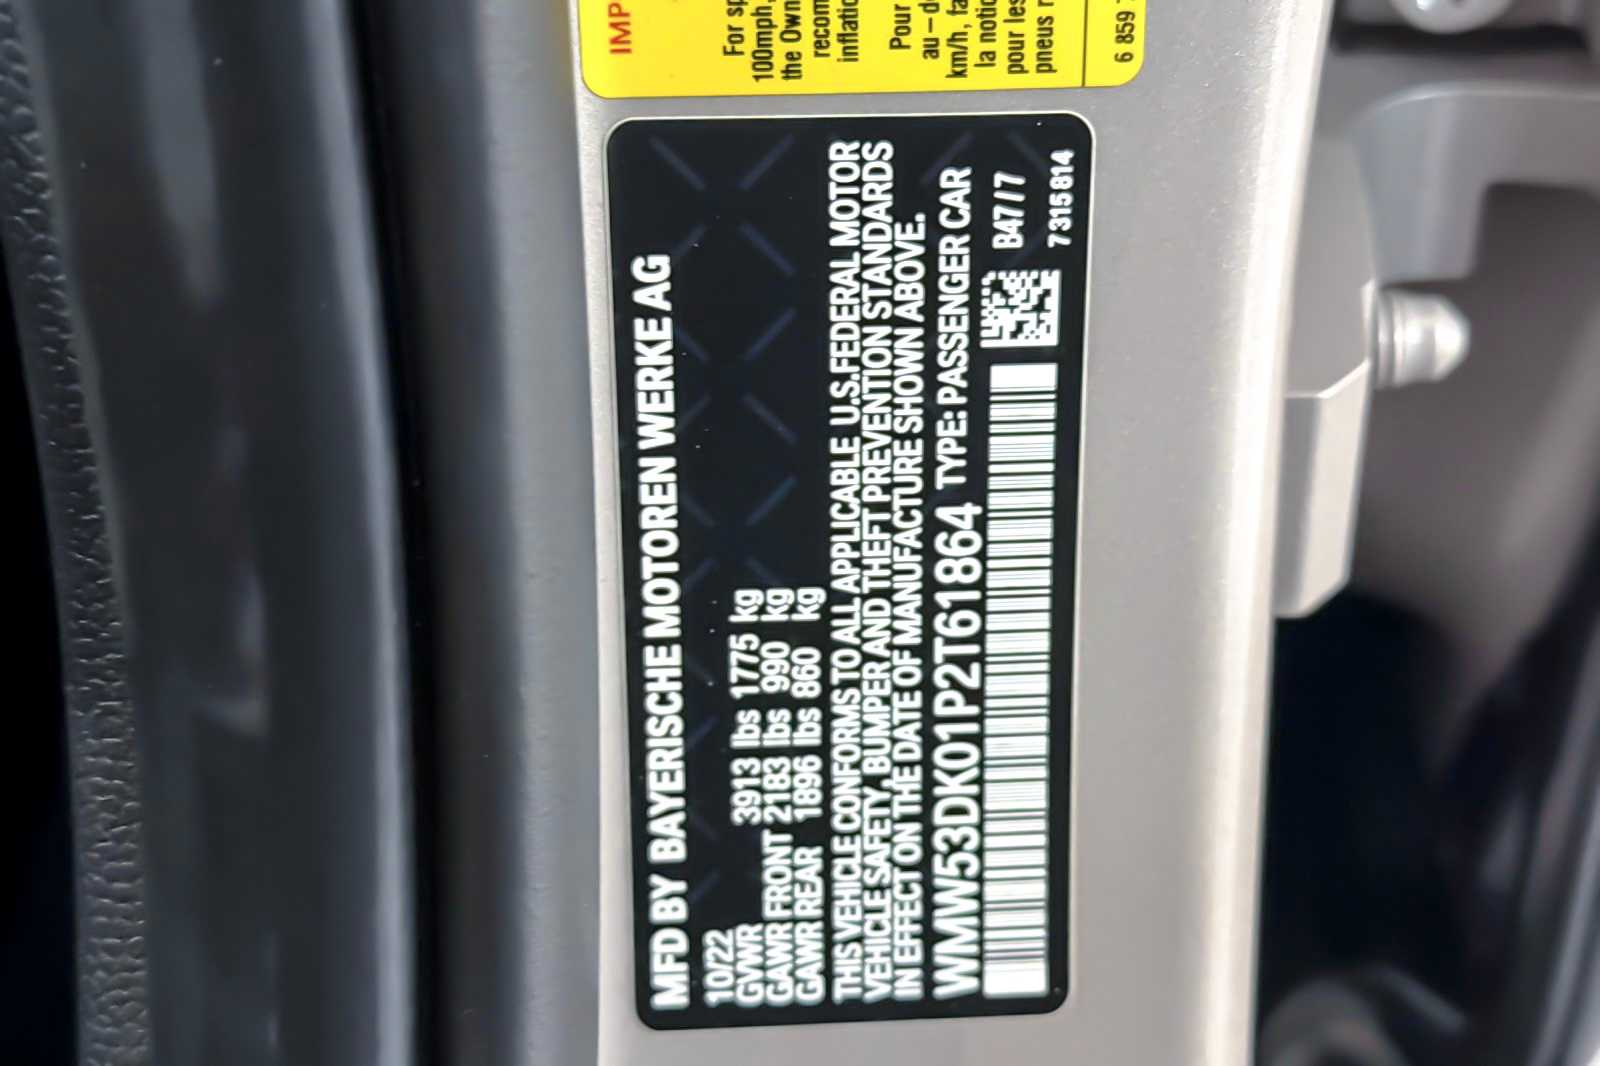 IMP
For sp
100mph,
the Own
recom
inflati
Pour
au-d
km/h, fa
la notic
pour les
pneus r
6 859 7
MFD BY BAYERISCHE MOTOREN WERKE AG
10/22
GVWR 3913 lbs 1775 kg
GAWR FRONT 2183 lbs 990 kg
GAWR REAR 1896 lbs 860 kg
THIS VEHICLE CONFORMS TO ALL APPLICABLE U.S.FEDERAL MOTOR
VEHICLE SAFETY, BUMPER AND THEFT PREVENTION STANDARDS
IN EFFECT ON THE DATE OF MANUFACTURE SHOWN ABOVE.
WMW53DK01P2T61864 TYPE: PASSENGER CAR
B47/7
7315814